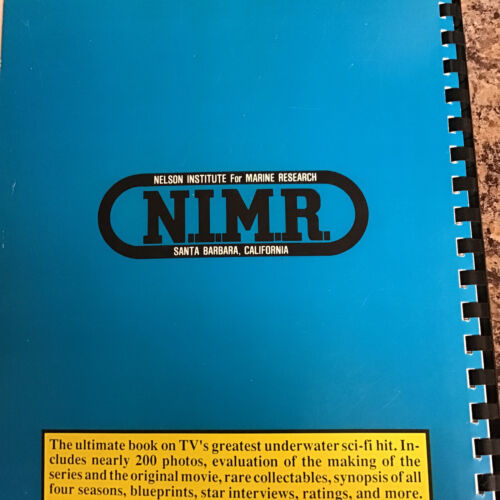 NELSON INSTITUTE For MARINE RESEARCH
N.I.M.R.
SANTA BARBARA, CALIFORNIA
The ultimate book on TV's greatest underwater sci-fi hit. In-
cludes nearly 200 photos, evaluation of the making of the
series and the original movie, rare collectables, synopsis of all
four seasons, blueprints, star interviews, ratings, and more.